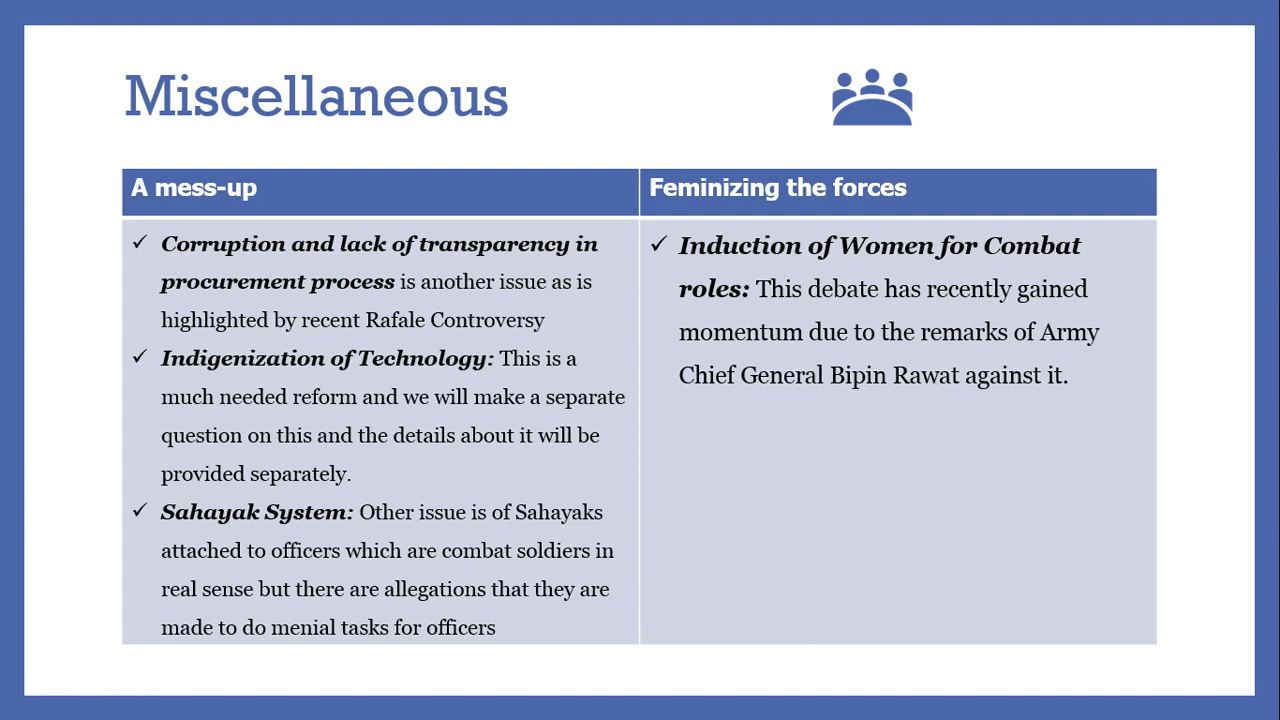 Miscellaneous
A mess-up
Corruption and lack of transparency in
procurement process is another issue as is
highlighted by recent Rafale Controversy
Indigenization of Technology: This is a
much needed reform and we will make a separate
question on this and the details about it will be
provided separately.
Sahayak System: Other issue is of Sahayaks
attached to officers which are combat soldiers in
real sense but there are allegations that they are
made to do menial tasks for officers
Feminizing the forces
Induction of Women for Combat
roles: This debate has recently gained
momentum due to the remarks of Army
Chief General Bipin Rawat against it.